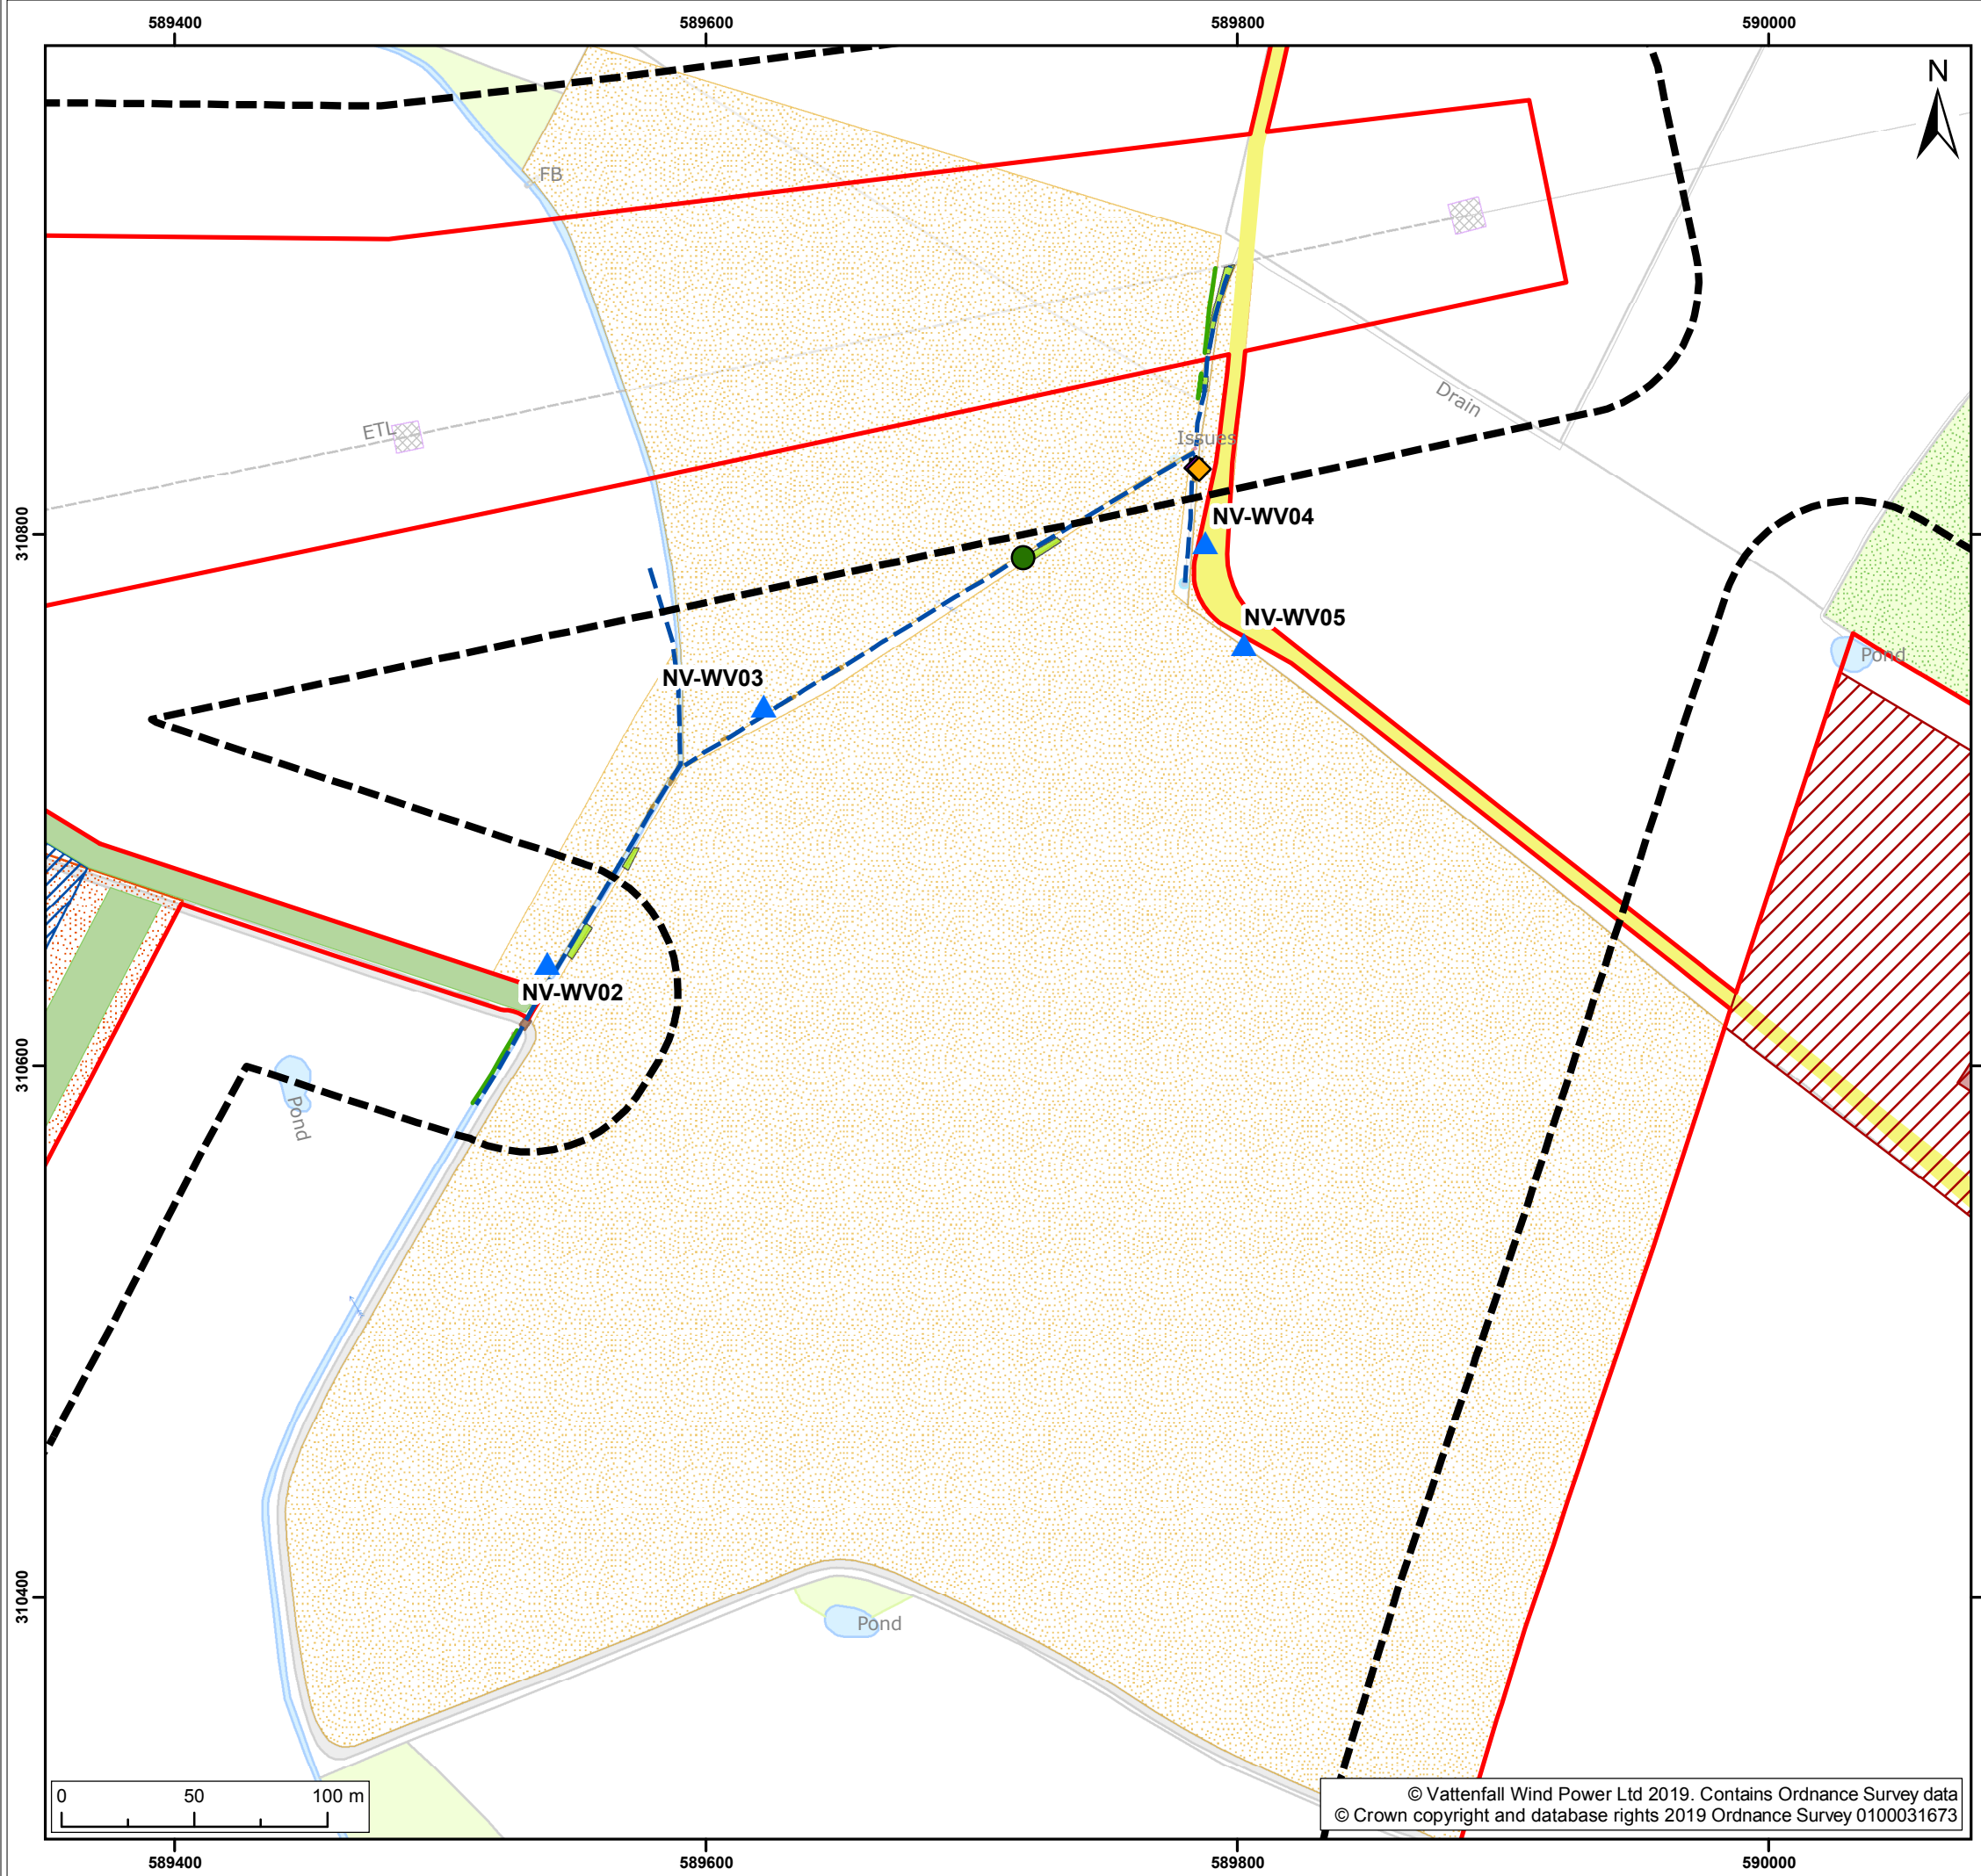 589400
589600
589800
590000
N
FB
ETL
Drain
Issues
310800
NV-WV04
NV-WV05
Pond
NV-WV03
NV-WV02
310600
Pond
310400
Pond
0 50 100 m
© Vattenfall Wind Power Ltd 2019. Contains Ordnance Survey data
© Crown copyright and database rights 2019 Ordnance Survey 0100031673
589400
589600
589800
590000